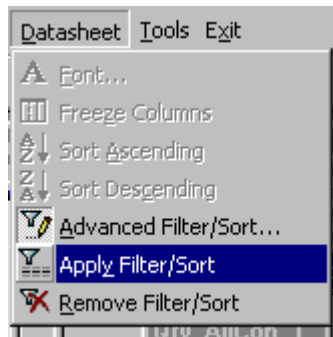 Datasheet Tools Exit
Font...
Freeze Columns
Sort Ascending
Sort Descending
Advanced Filter/Sort...
Apply Filter/Sort
Remove Filter/Sort